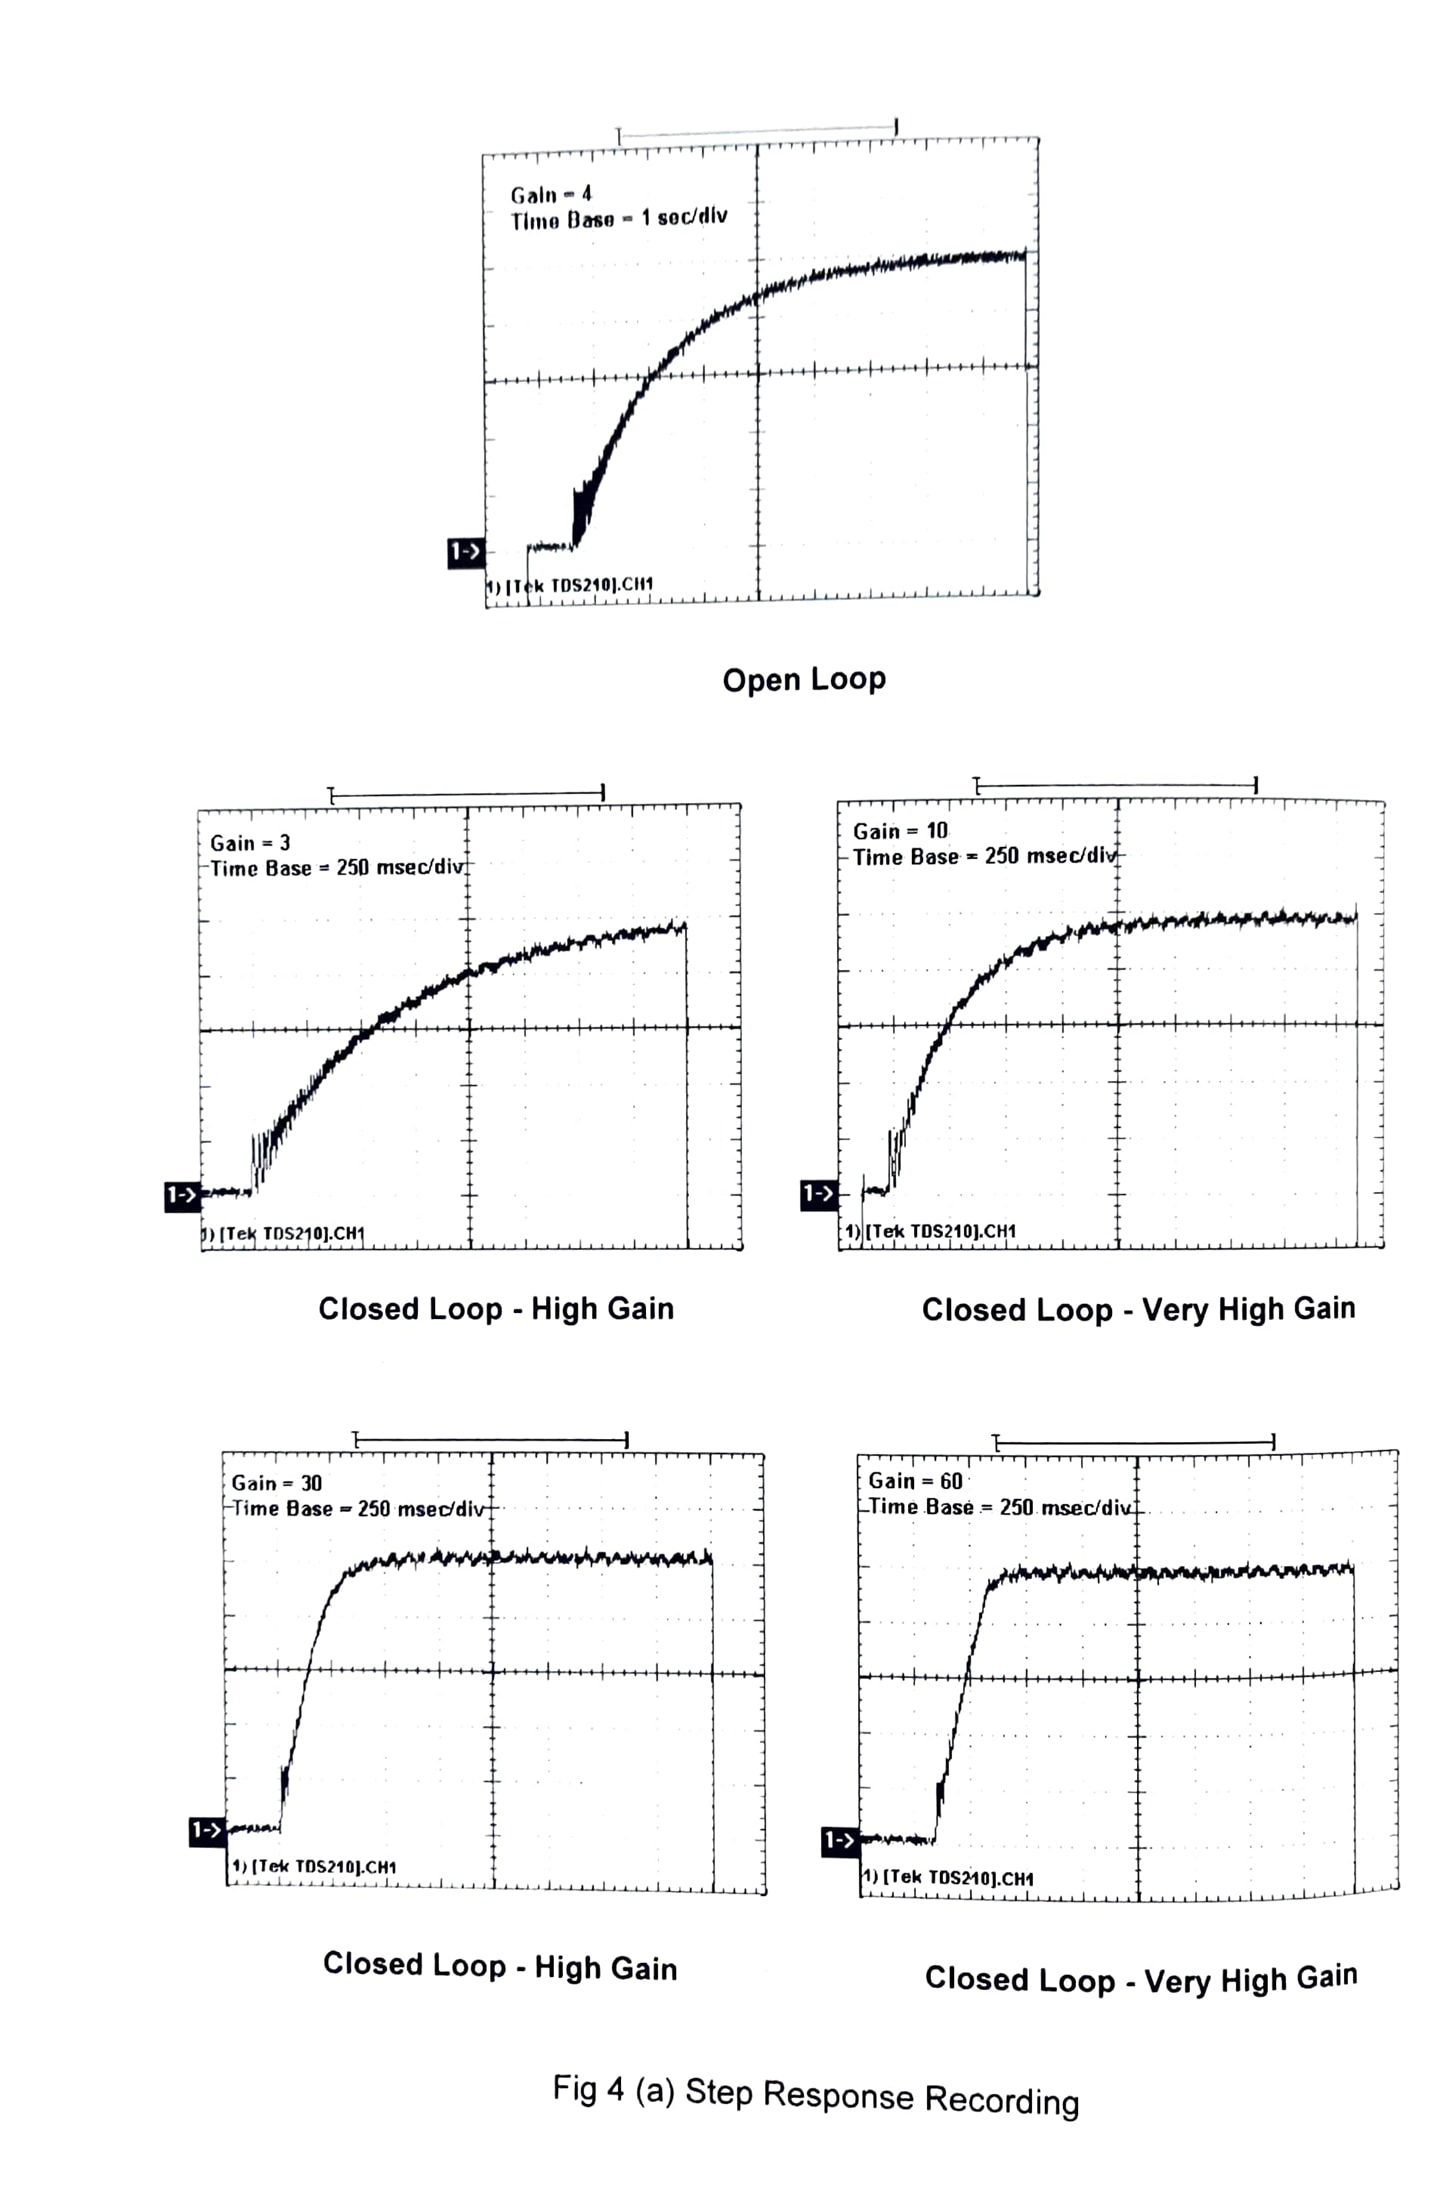 Gain = 4
Time Base = 1 sec/div
1->
1) [Tek TDS210].CH1
Open Loop
Gain = 3
Time Base = 250 msec/div
1->
1) [Tek TDS210].CH1
Closed Loop - High Gain
Gain = 10
Time Base = 250 msec/div
1->
1) [Tek TDS210].CH1
Closed Loop - Very High Gain
Gain = 30
Time Base = 250 msec/div
1->
1) [Tek TDS210].CH1
Closed Loop - High Gain
Gain = 60
Time Base = 250 msec/div
1->
1) [Tek TDS210].CH1
Closed Loop - Very High Gain
Fig 4 (a) Step Response Recording